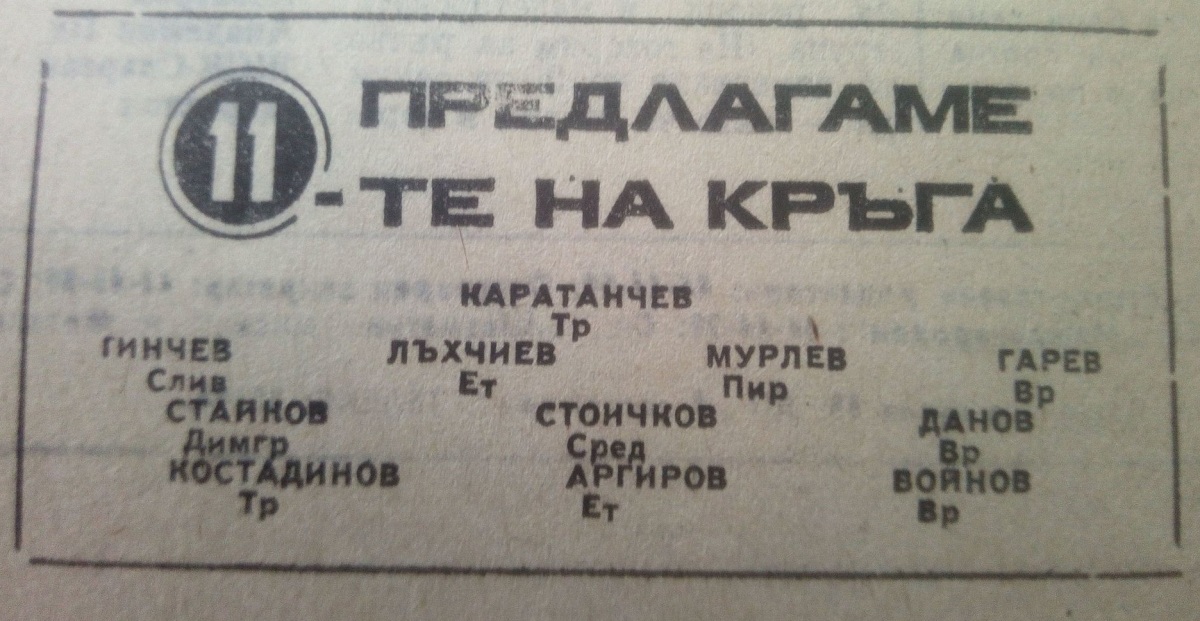 ПРЕДЛАГАМЕ
11-ТЕ НА КРЪГА
КАРАТАНЧЕВ
Тр
ГИНЧЕВ ЛЪХЧИЕВ МУРЛЕВ ГАРЕВ
Слив Ет Пир Вр
СТАЙКОВ СТОИЧКОВ ДАНОВ
Димгр Сред Вр
КОСТАДИНОВ АРГИРОВ ВОЙНОВ
Тр Ет Вр